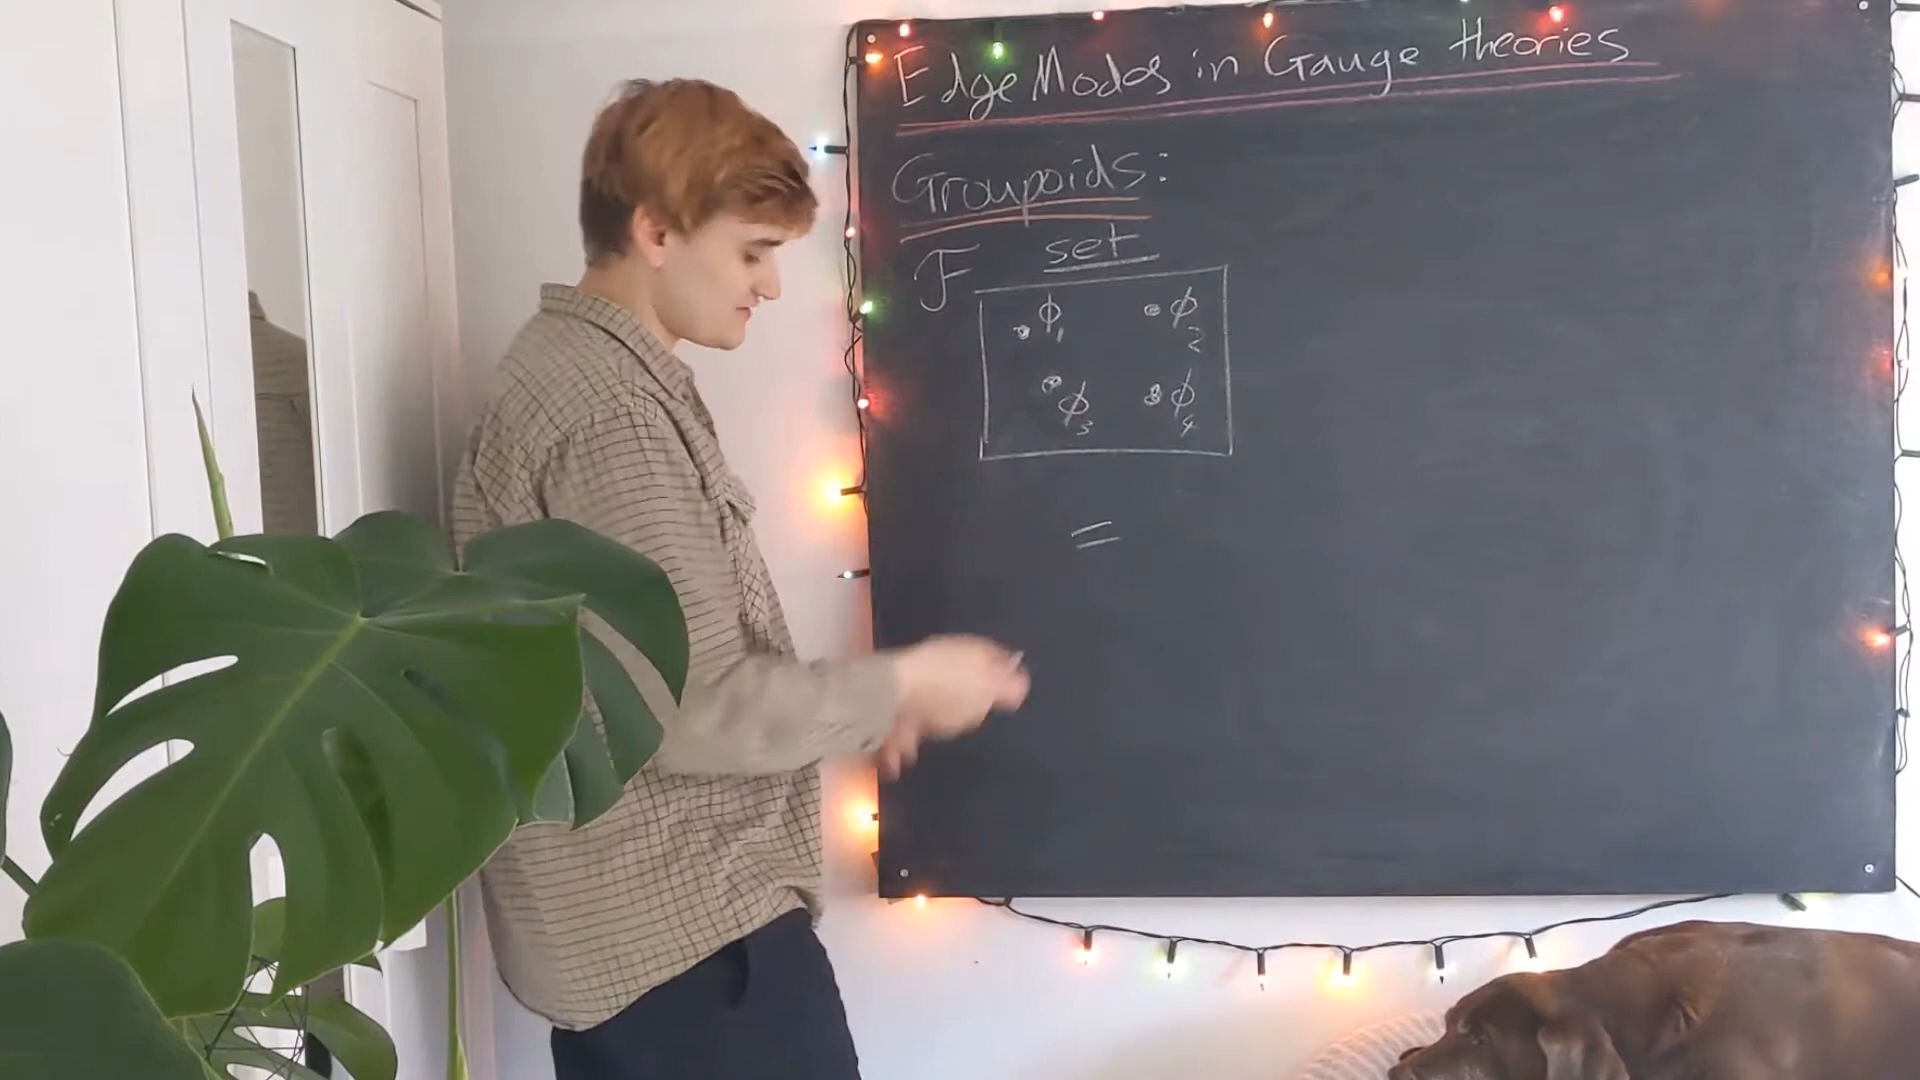 Edge Modes in Gauge theories
Groupoids:
F set
ϕ₁ ϕ₂
ϕ₃ ϕ₄
=